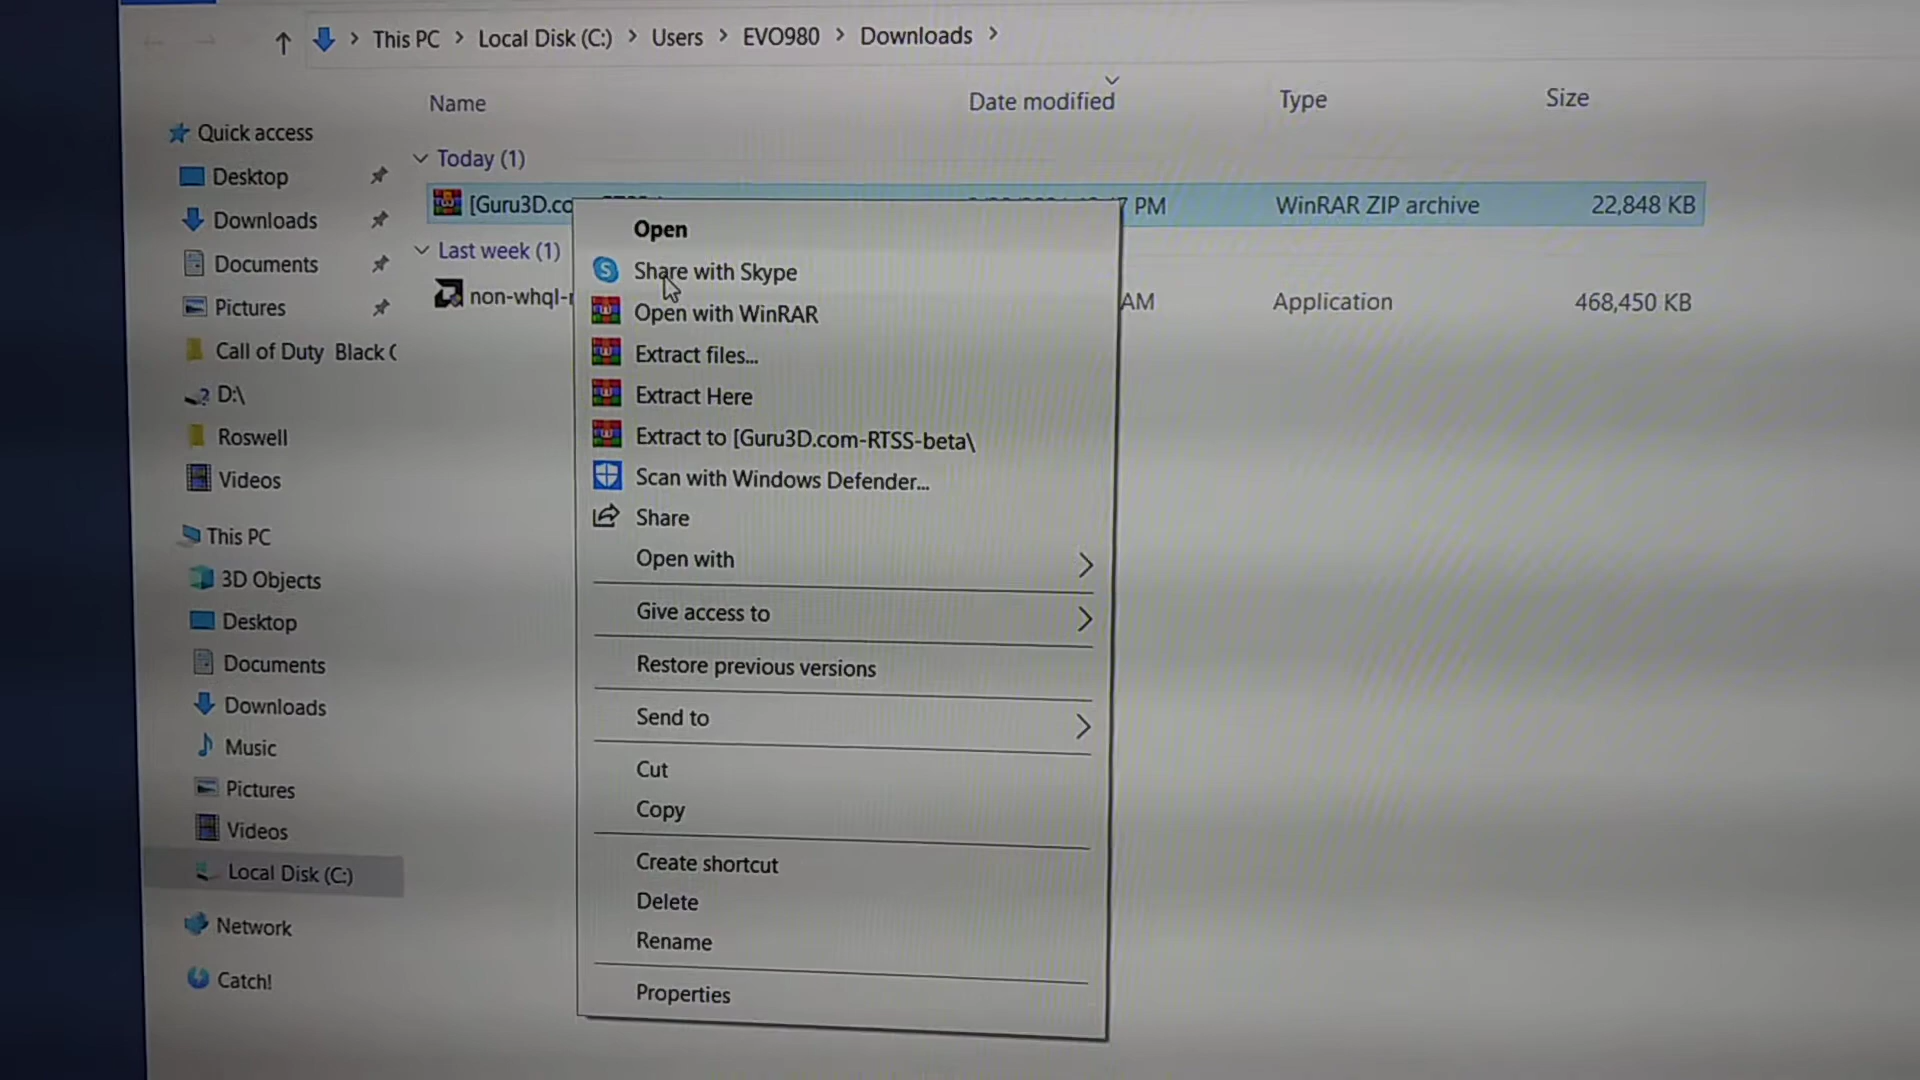 This PC > Local Disk (C:) > Users > EVO980 > Downloads >
Name Date modified Type Size
Quick access
Desktop
Downloads
Documents
Pictures
Call of Duty Black
D:\
Roswell
Videos
This PC
3D Objects
Desktop
Documents
Downloads
Music
Pictures
Videos
Local Disk (C:)
Network
Catch!
Today (1)
[Guru3D.co PM WinRAR ZIP archive 22,848 KB
Last week (1)
non-whql- AM Application 468,450 KB
Open
Share with Skype
Open with WinRAR
Extract files...
Extract Here
Extract to [Guru3D.com-RTSS-beta\
Scan with Windows Defender...
Share
Open with
Give access to
Restore previous versions
Send to
Cut
Copy
Create shortcut
Delete
Rename
Properties